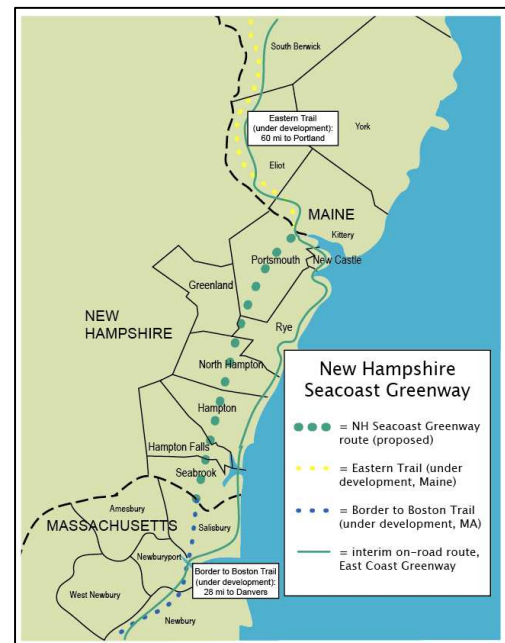 South Berwick
Eastern Trail
(under development):
60 mi to Portland
York
Eliot
MAINE
Kittery
Portsmouth
New Castle
Greenland
NEW
HAMPSHIRE
Rye
North Hampton
Hampton
Hampton Falls
Seabrook
Amesbury
MASSACHUSETTS
Salisbury
Newburyport
Border to Boston Trail
(under development):
28 mi to Danvers
West Newbury
Newbury
New Hampshire
Seacoast Greenway
= NH Seacoast Greenway
route (proposed)
= Eastern Trail (under
development, Maine)
= Border to Boston Trail
(under development, MA)
= interim on-road route,
East Coast Greenway